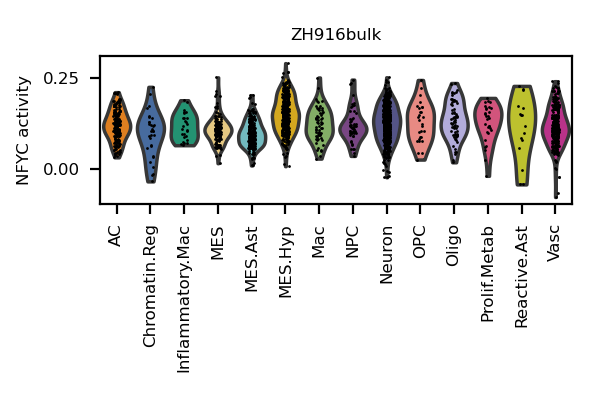 ZH916bulk
NFYC activity
0.25
0.00
AC
Chromatin.Reg
Inflammatory.Mac
MES
MES.Ast
MES.Hyp
Mac
NPC
Neuron
OPC
Oligo
Prolif.Metab
Reactive.Ast
Vasc